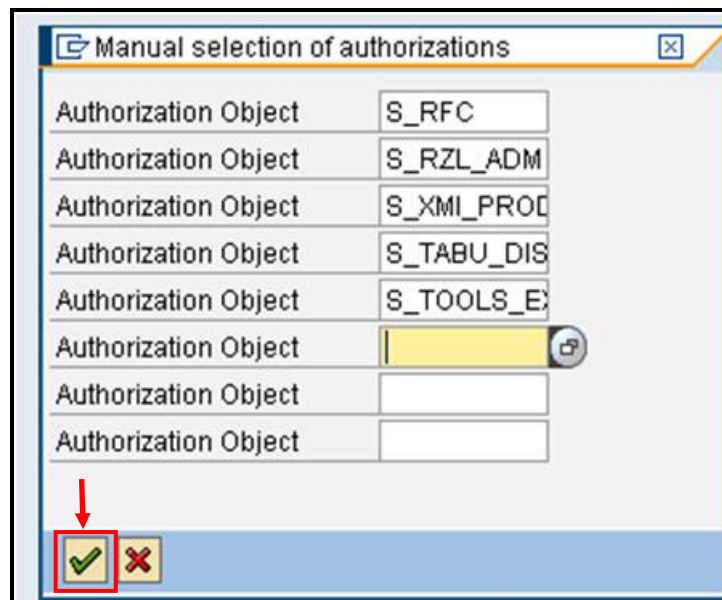 Manual selection of authorizations
Authorization Object S_RFC
Authorization Object S_RZL_ADM
Authorization Object S_XMI_PROD
Authorization Object S_TABU_DIS
Authorization Object S_TOOLS_EX
Authorization Object
Authorization Object
Authorization Object